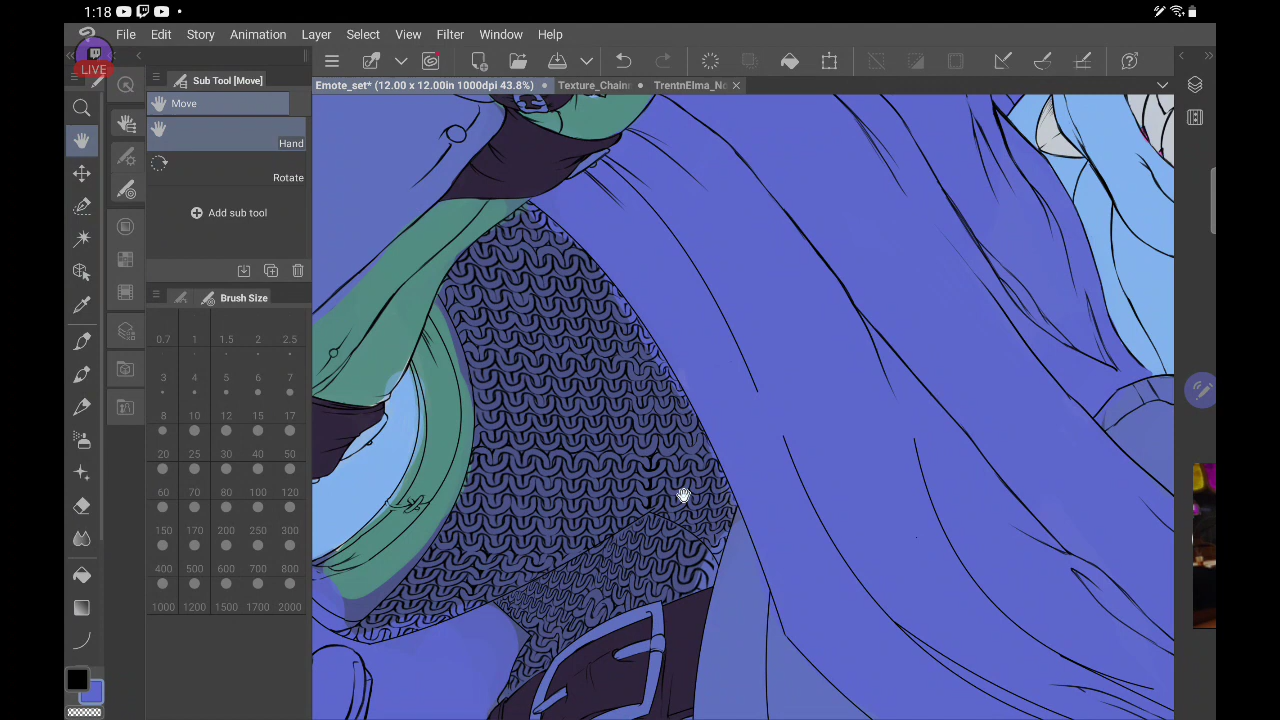 1:18
File Edit Story Animation Layer Select View Filter Window Help
LIVE
Sub Tool [Move]
Emote_set* (12.00 x 12.00in 1000dpi 43.8%)
Texture_Chain
TrentnElma_No
Move
Hand
Rotate
Add sub tool
Brush Size
0.7 1 1.5 2 2.5
3 4 5 6 7
8 10 12 15 17
20 25 30 40 50
60 70 80 100 120
150 170 200 250 300
400 500 600 700 800
1000 1200 1500 1700 2000